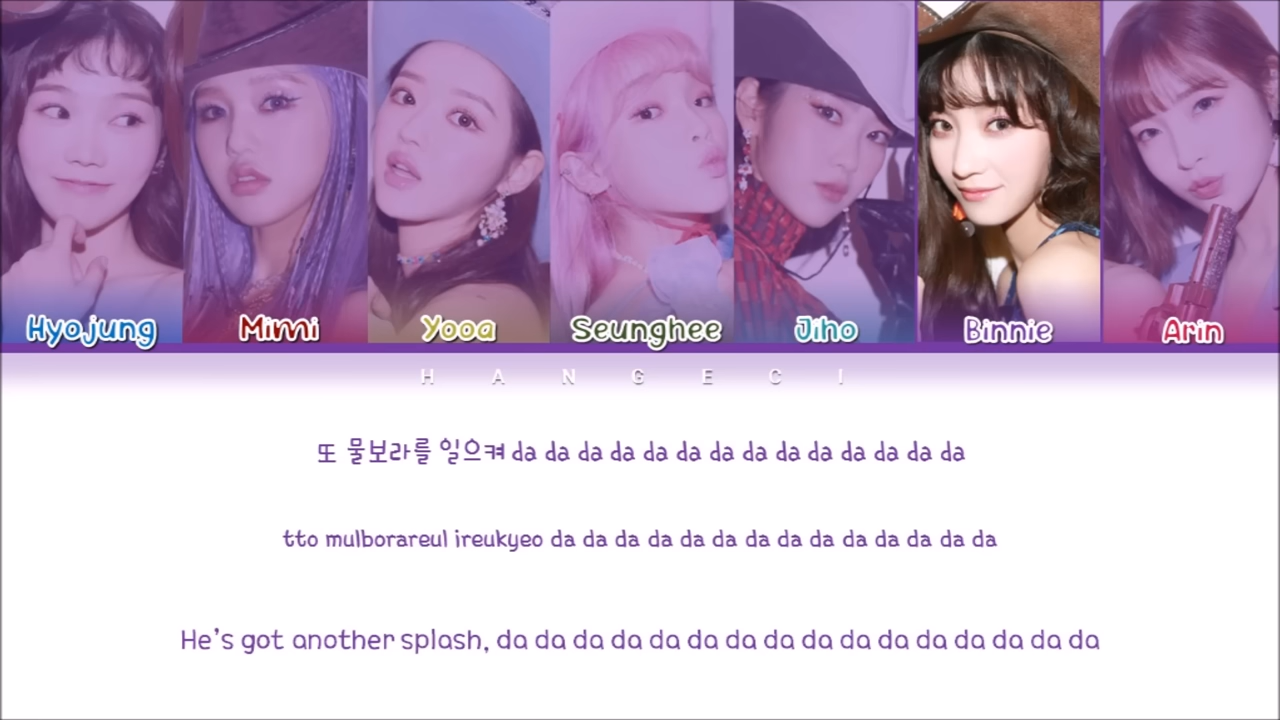 Hyojung Mimi Yooa Seunghee Jiho Binnie Arin
H A N G E C I
또 물보라를 일으켜 da da da da da da da da da da da da da da
tto mulborareul ireukyeo da da da da da da da da da da da da da da
He's got another splash, da da da da da da da da da da da da da da da da